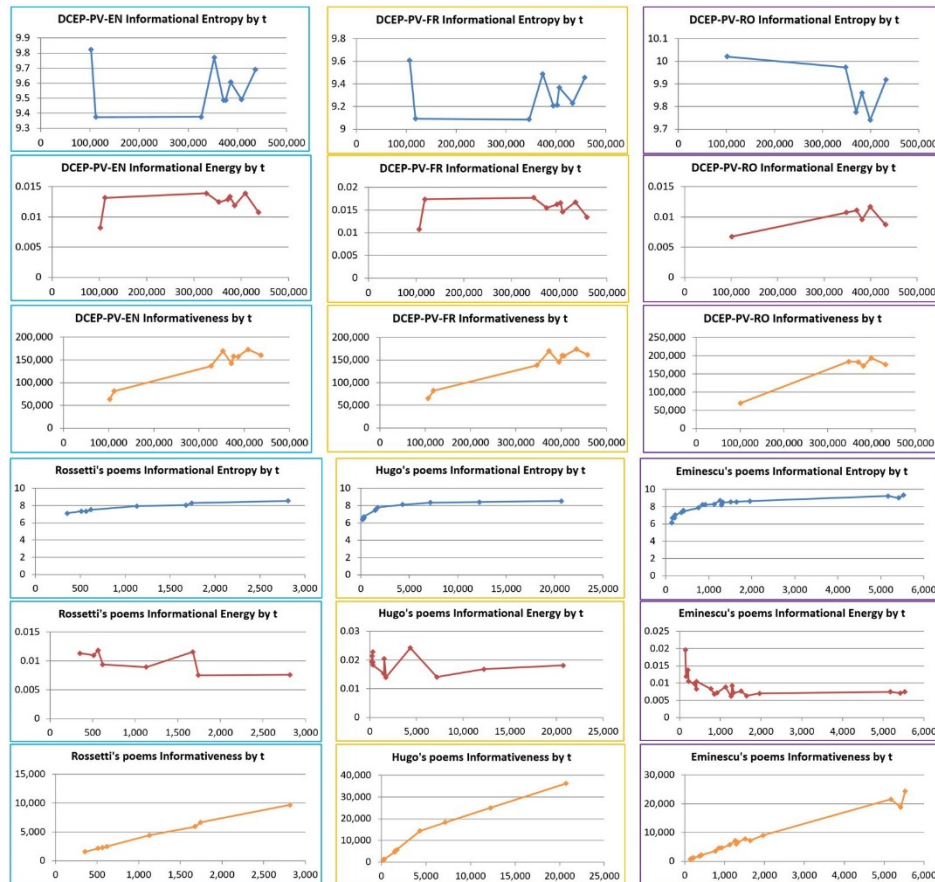 DCEP-PV-EN Informational Entropy by t
9.9
9.8
9.7
9.6
9.5
9.4
9.3
0 100,000 200,000 300,000 400,000 500,000
DCEP-PV-FR Informational Entropy by t
9.8
9.6
9.4
9.2
9
0 100,000 200,000 300,000 400,000 500,000
DCEP-PV-RO Informational Entropy by t
10.1
10
9.9
9.8
9.7
0 100,000 200,000 300,000 400,000 500,000
DCEP-PV-EN Informational Energy by t
0.015
0.01
0.005
0
0 100,000 200,000 300,000 400,000 500,000
DCEP-PV-FR Informational Energy by t
0.02
0.015
0.01
0.005
0
0 100,000 200,000 300,000 400,000 500,000
DCEP-PV-RO Informational Energy by t
0.015
0.01
0.005
0
0 100,000 200,000 300,000 400,000 500,000
DCEP-PV-EN Informativeness by t
200,000
150,000
100,000
50,000
0
0 100,000 200,000 300,000 400,000 500,000
DCEP-PV-FR Informativeness by t
200,000
150,000
100,000
50,000
0
0 100,000 200,000 300,000 400,000 500,000
DCEP-PV-RO Informativeness by t
250,000
200,000
150,000
100,000
50,000
0
0 100,000 200,000 300,000 400,000 500,000
Rossetti's poems Informational Entropy by t
10
8
6
4
2
0
0 500 1,000 1,500 2,000 2,500 3,000
Hugo's poems Informational Entropy by t
10
8
6
4
2
0
0 5,000 10,000 15,000 20,000 25,000
Eminescu's poems Informational Entropy by t
10
8
6
4
2
0
0 1,000 2,000 3,000 4,000 5,000 6,000
Rossetti's poems Informational Energy by t
0.015
0.01
0.005
0
0 500 1,000 1,500 2,000 2,500 3,000
Hugo's poems Informational Energy by t
0.03
0.02
0.01
0
0 5,000 10,000 15,000 20,000 25,000
Eminescu's poems Informational Energy by t
0.025
0.02
0.015
0.01
0.005
0
0 1,000 2,000 3,000 4,000 5,000 6,000
Rossetti's poems Informativeness by t
15,000
10,000
5,000
0
0 500 1,000 1,500 2,000 2,500 3,000
Hugo's poems Informativeness by t
40,000
30,000
20,000
10,000
0
0 5,000 10,000 15,000 20,000 25,000
Eminescu's poems Informativeness by t
30,000
20,000
10,000
0
0 1,000 2,000 3,000 4,000 5,000 6,000